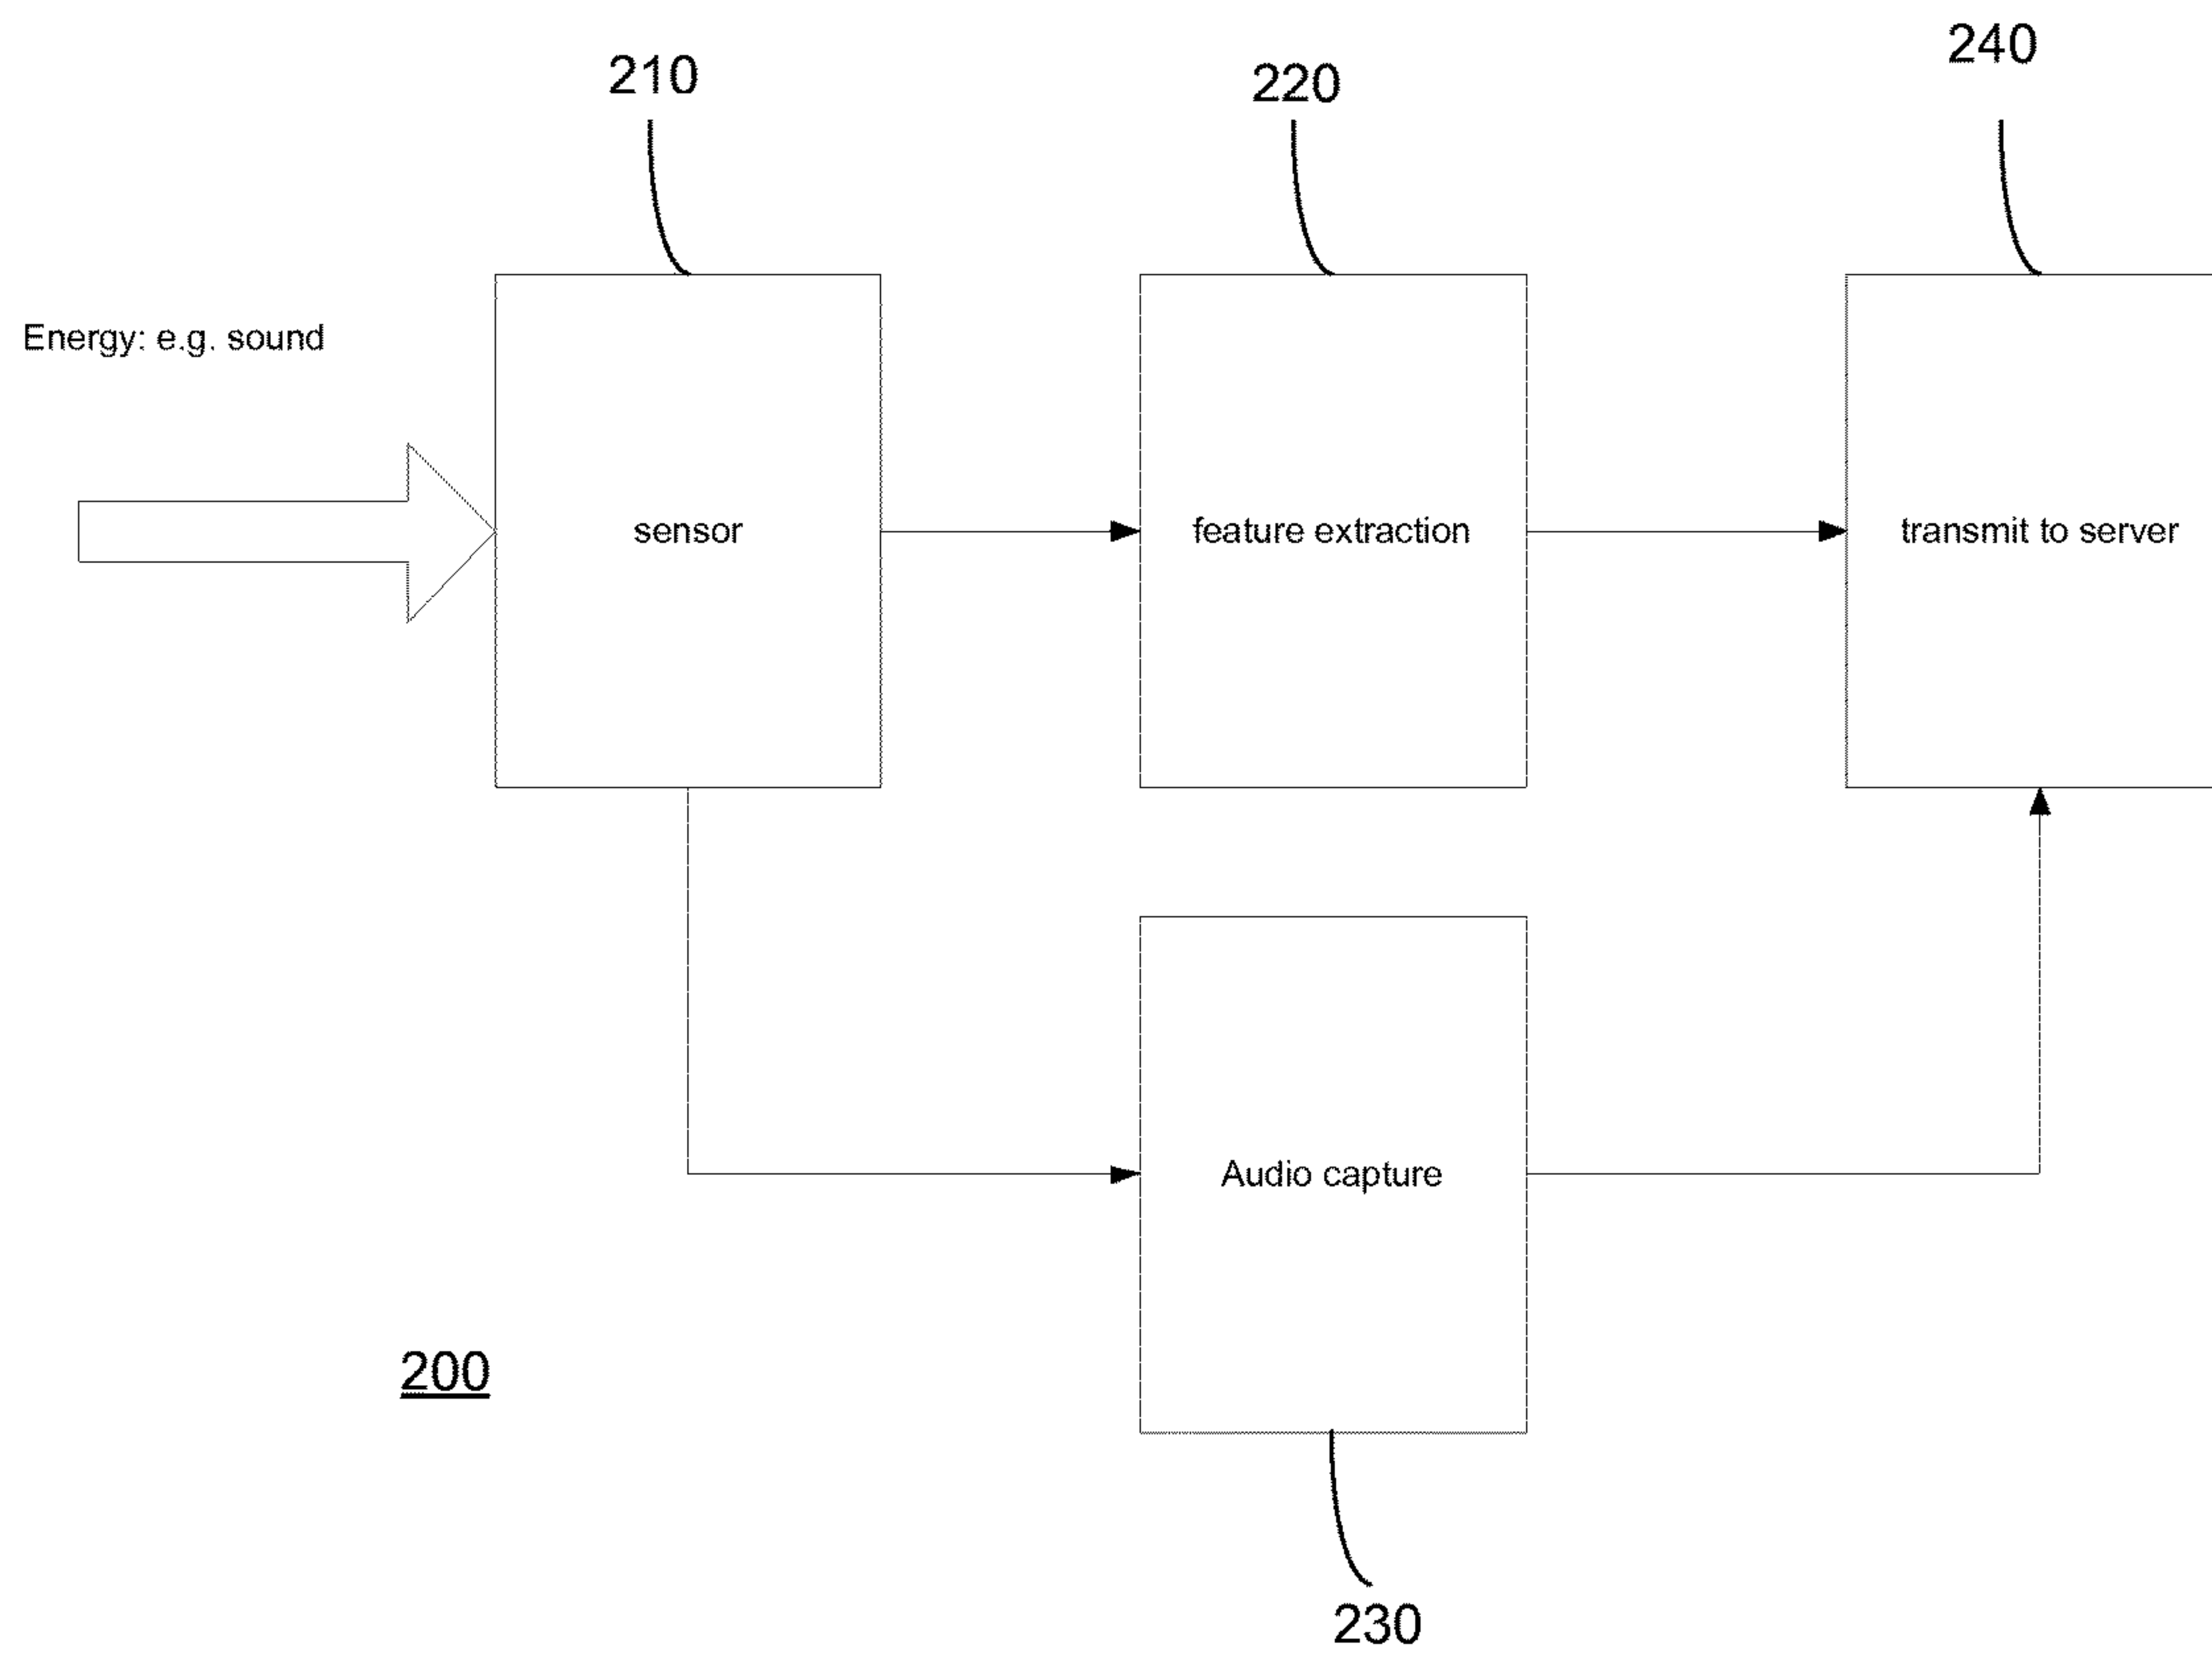 210
220
240
Energy: e.g. sound
sensor
feature extraction
transmit to server
Audio capture
200
230